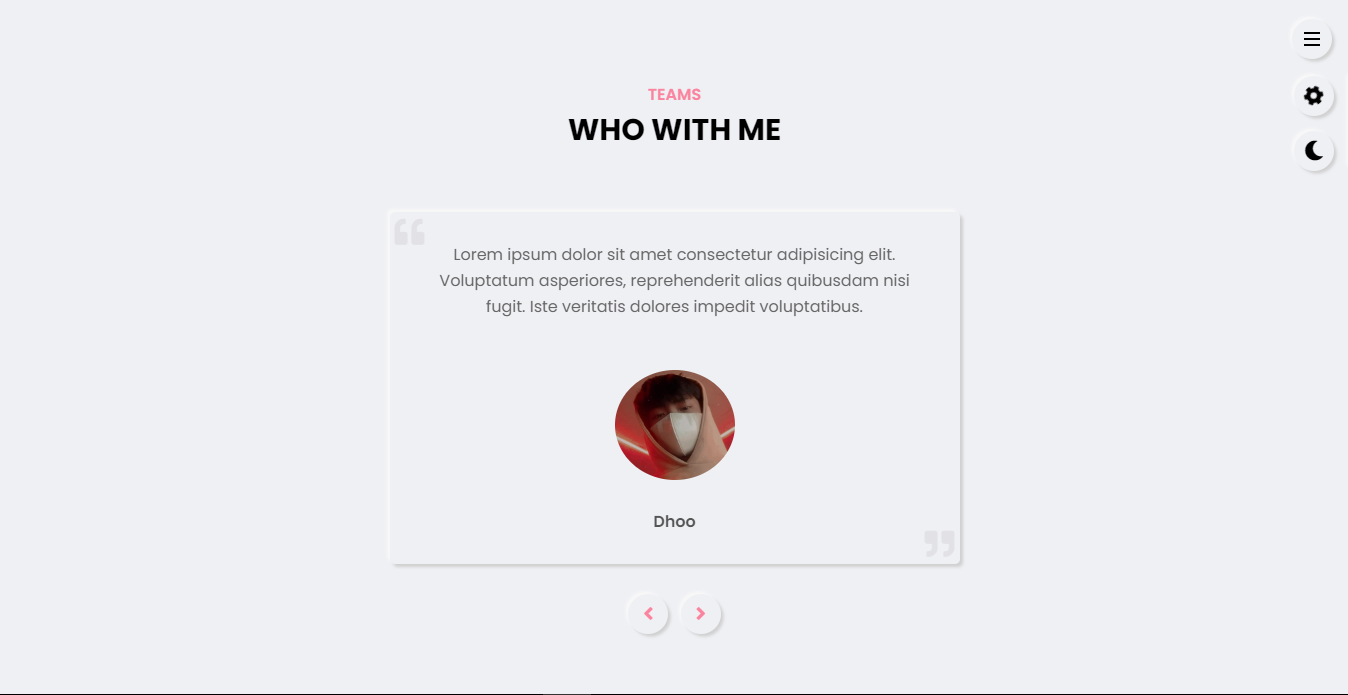 TEAMS
WHO WITH ME
Lorem ipsum dolor sit amet consectetur adipisicing elit.
Voluptatum asperiores, reprehenderit alias quibusdam nisi
fugit. Iste veritatis dolores impedit voluptatibus.
Dhoo